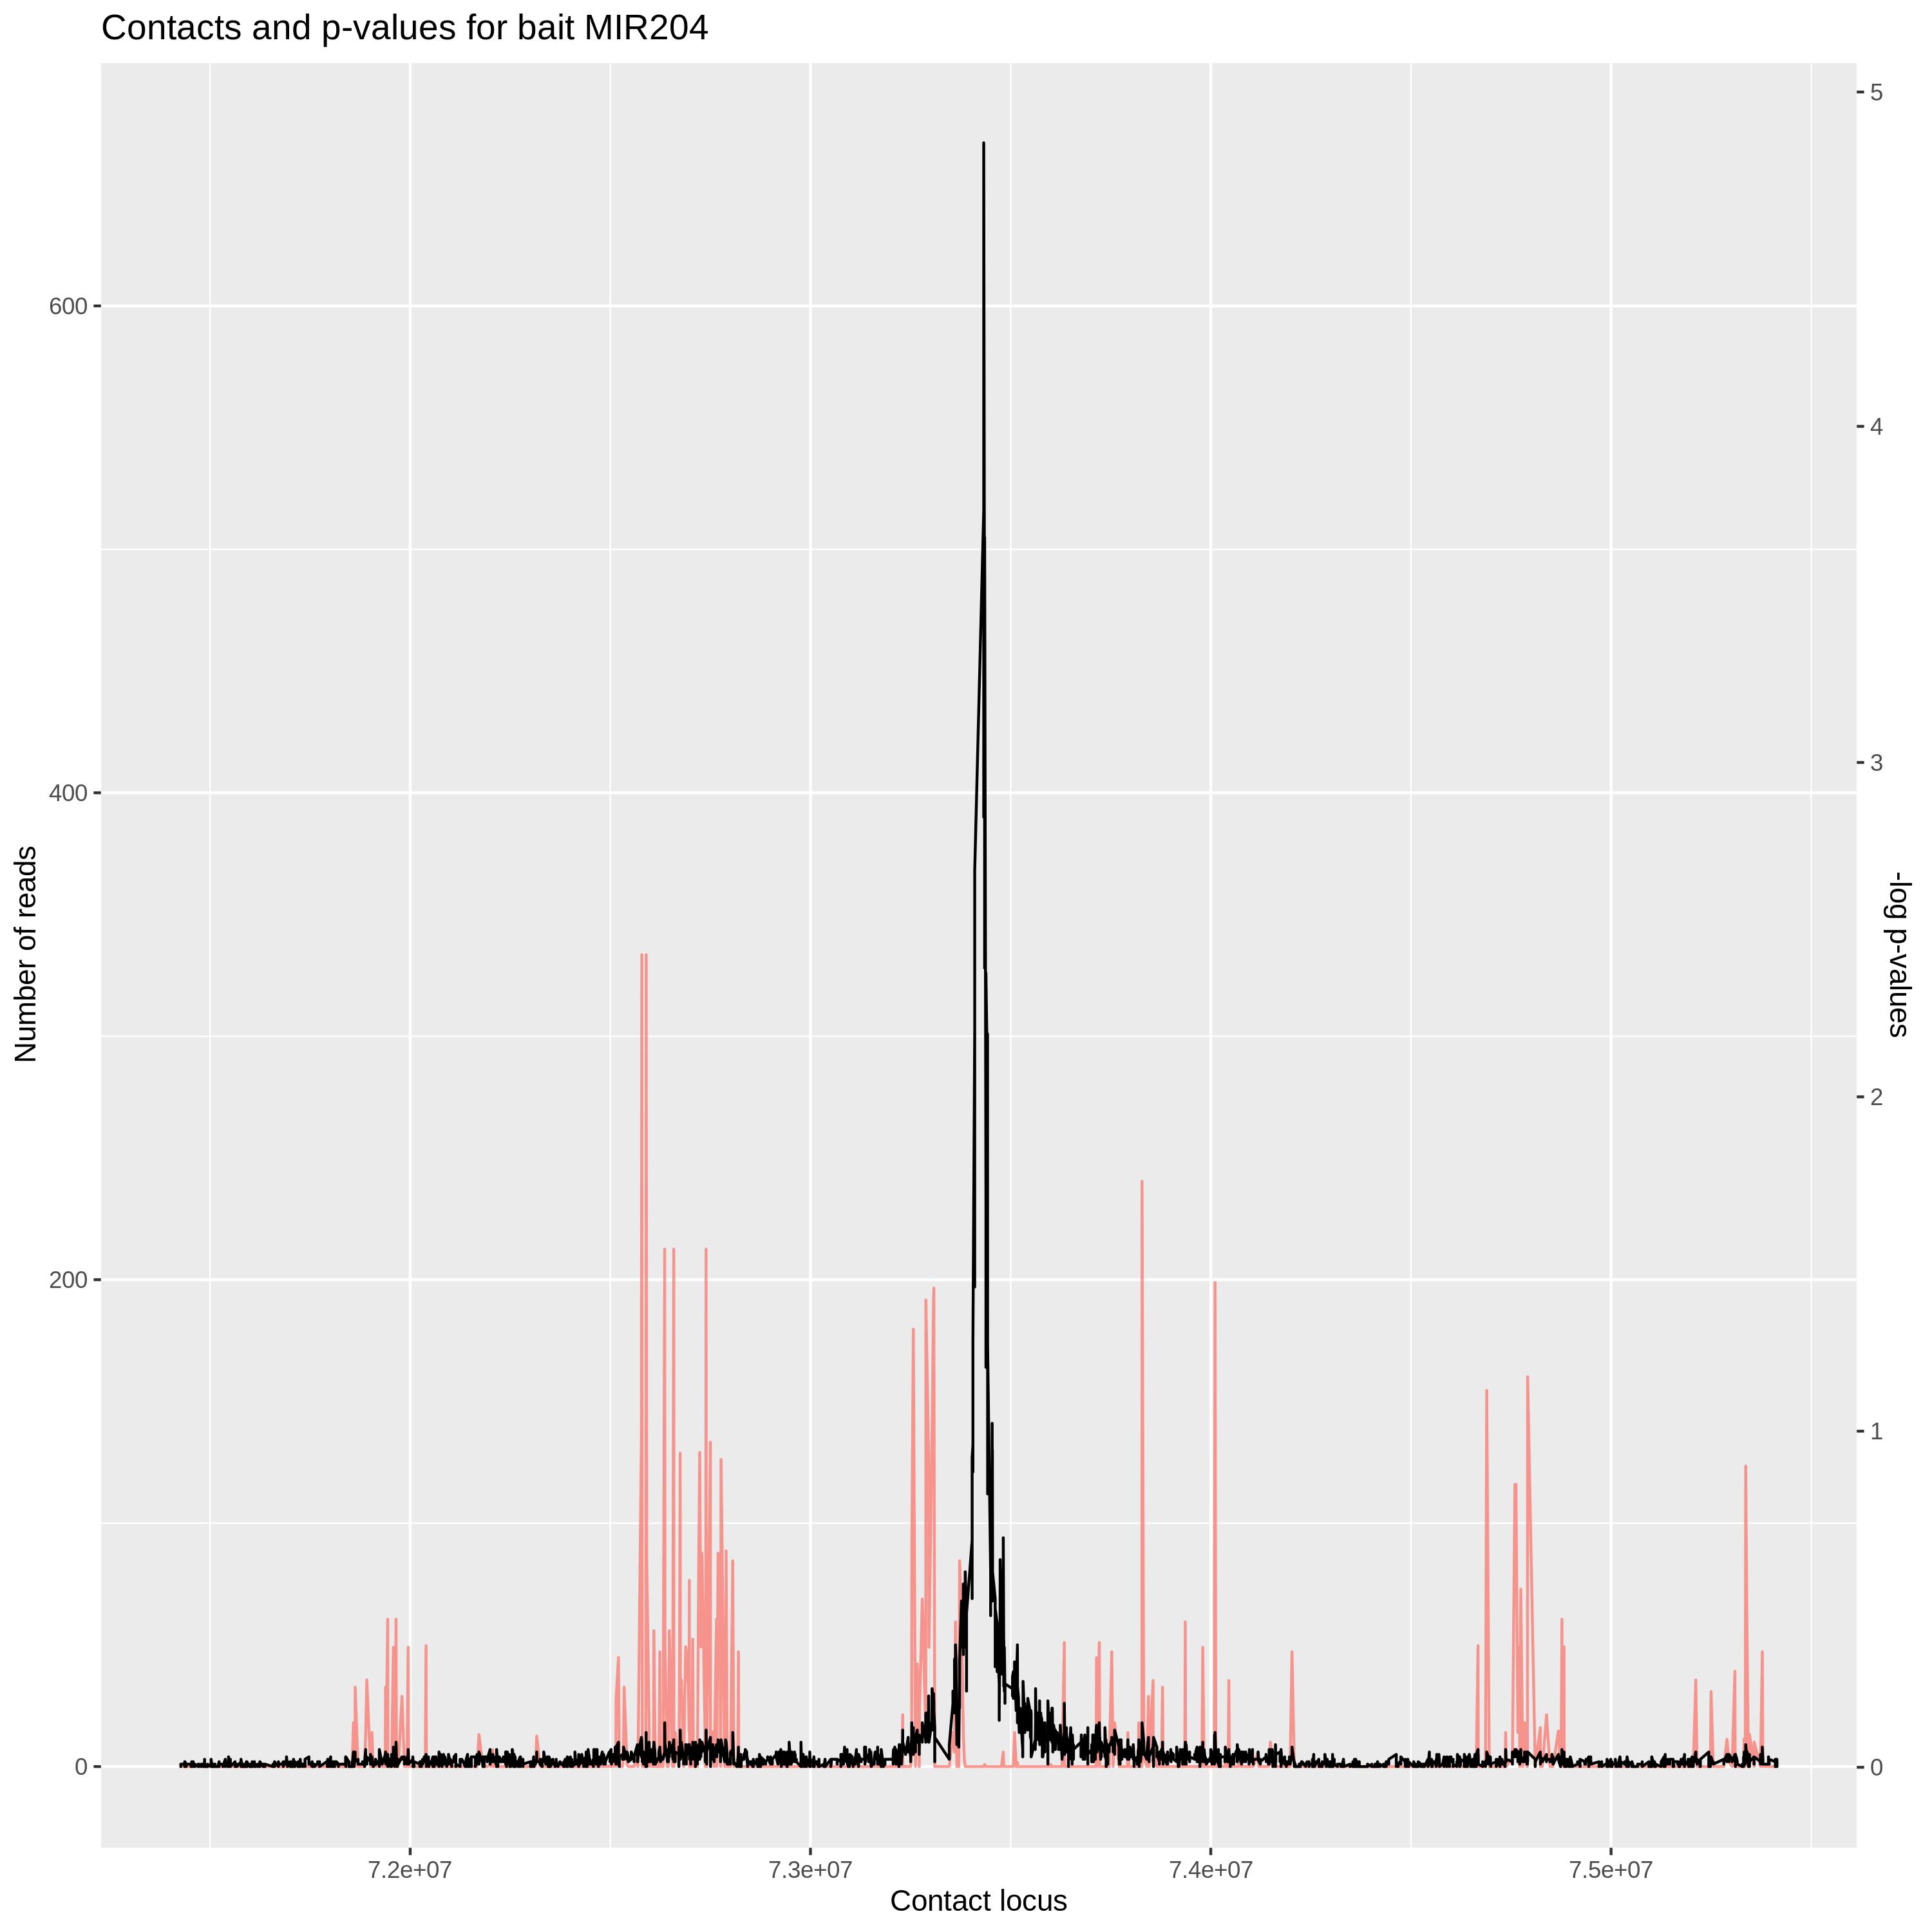 Contacts and p-values for bait MIR204
Number of reads
600
400
200
0
5
4
3
2
1
0
-log p-values
7.2e+07 7.3e+07 7.4e+07 7.5e+07
Contact locus